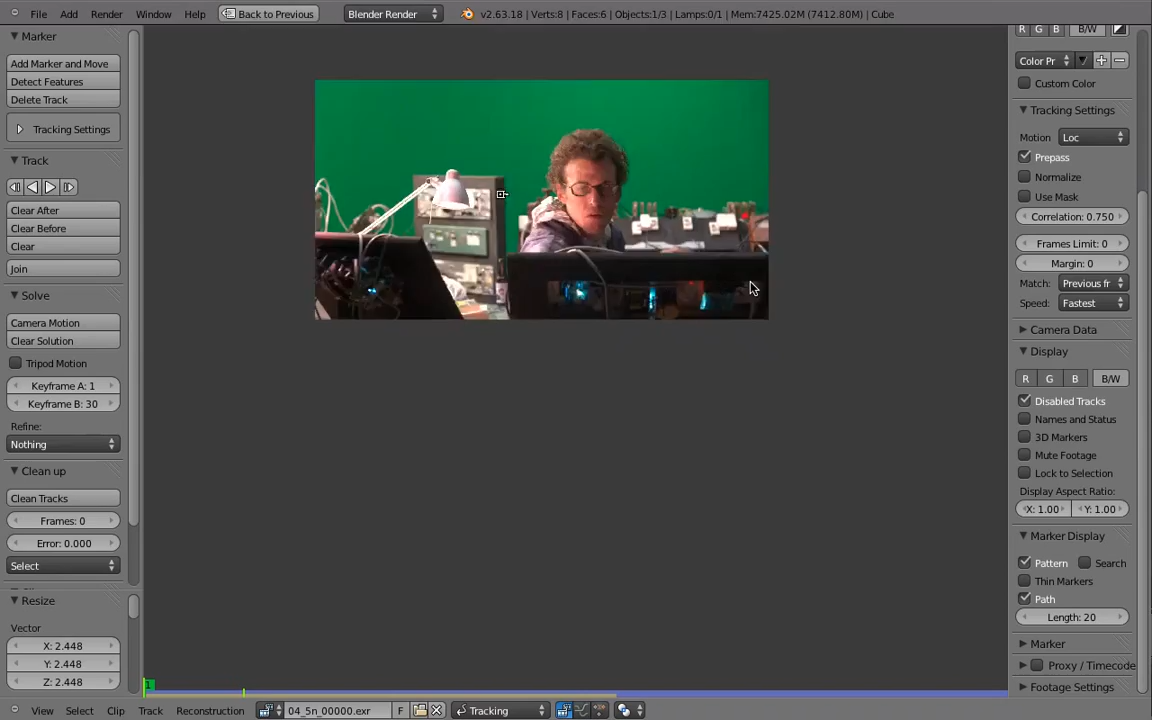 File Add Render Window Help Back to Previous Blender Render v2.63.18 | Verts:8 | Faces:6 | Objects:1/3 | Lamps:0/1 | Mem:7425.02M (7412.80M) | Cube
Marker
Add Marker and Move
Detect Features
Delete Track
Tracking Settings
Track
Clear After
Clear Before
Clear
Join
Solve
Camera Motion
Clear Solution
Tripod Motion
Keyframe A: 1
Keyframe B: 30
Refine:
Nothing
Clean up
Clean Tracks
Frames: 0
Error: 0.000
Select
Resize
Vector
X: 2.448
Y: 2.448
Z: 2.448
1
R G B B/W
Color Pr
Custom Color
Tracking Settings
Motion Loc
Prepass
Normalize
Use Mask
Correlation: 0.750
Frames Limit: 0
Margin: 0
Match: Previous fr
Speed: Fastest
Camera Data
Display
R G B B/W
Disabled Tracks
Names and Status
3D Markers
Mute Footage
Lock to Selection
Display Aspect Ratio:
X: 1.00 Y: 1.00
Marker Display
Pattern Search
Thin Markers
Path
Length: 20
Marker
Proxy / Timecode
Footage Settings
View Select Clip Track Reconstruction 04_5n_00000.exr F Tracking